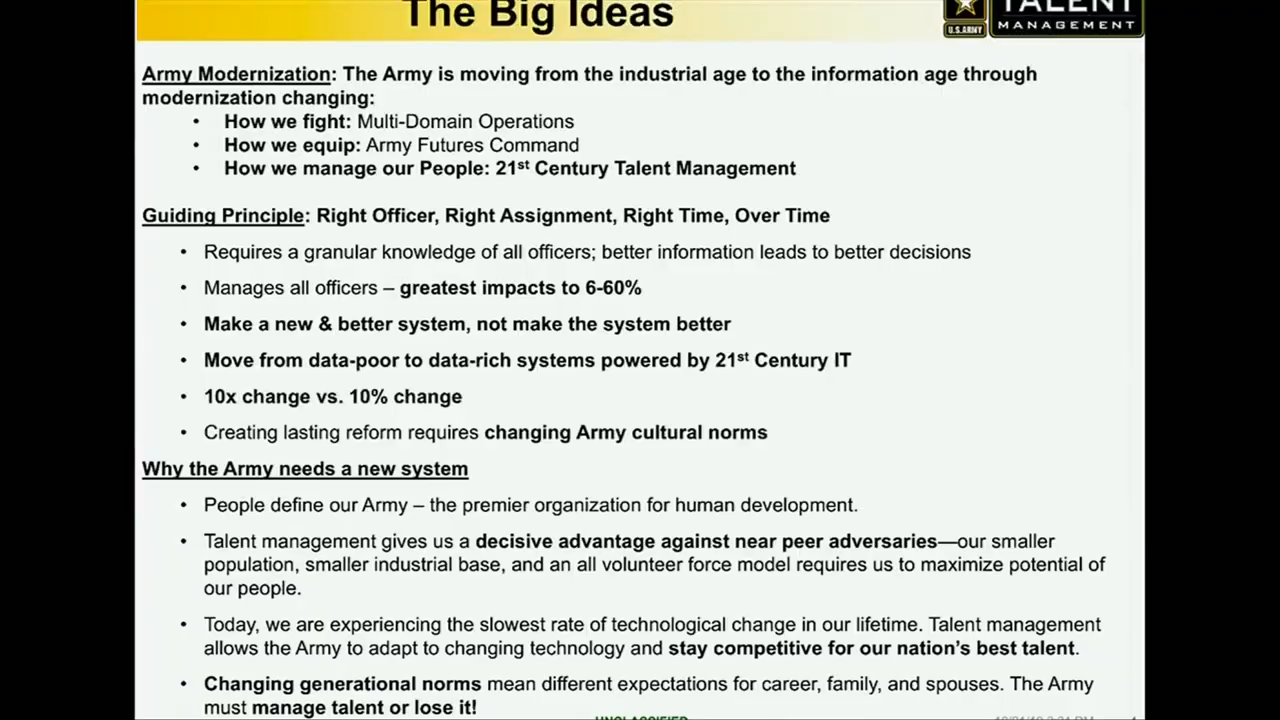 The Big Ideas
TALENT
MANAGEMENT
U.S.ARMY
Army Modernization: The Army is moving from the industrial age to the information age through
modernization changing:
• How we fight: Multi-Domain Operations
• How we equip: Army Futures Command
• How we manage our People: 21st Century Talent Management
Guiding Principle: Right Officer, Right Assignment, Right Time, Over Time
• Requires a granular knowledge of all officers; better information leads to better decisions
• Manages all officers – greatest impacts to 6-60%
• Make a new & better system, not make the system better
• Move from data-poor to data-rich systems powered by 21st Century IT
• 10x change vs. 10% change
• Creating lasting reform requires changing Army cultural norms
Why the Army needs a new system
• People define our Army – the premier organization for human development.
• Talent management gives us a decisive advantage against near peer adversaries—our smaller
population, smaller industrial base, and an all volunteer force model requires us to maximize potential of
our people.
• Today, we are experiencing the slowest rate of technological change in our lifetime. Talent management
allows the Army to adapt to changing technology and stay competitive for our nation's best talent.
• Changing generational norms mean different expectations for career, family, and spouses. The Army
must manage talent or lose it!
UNCLASSIFIED